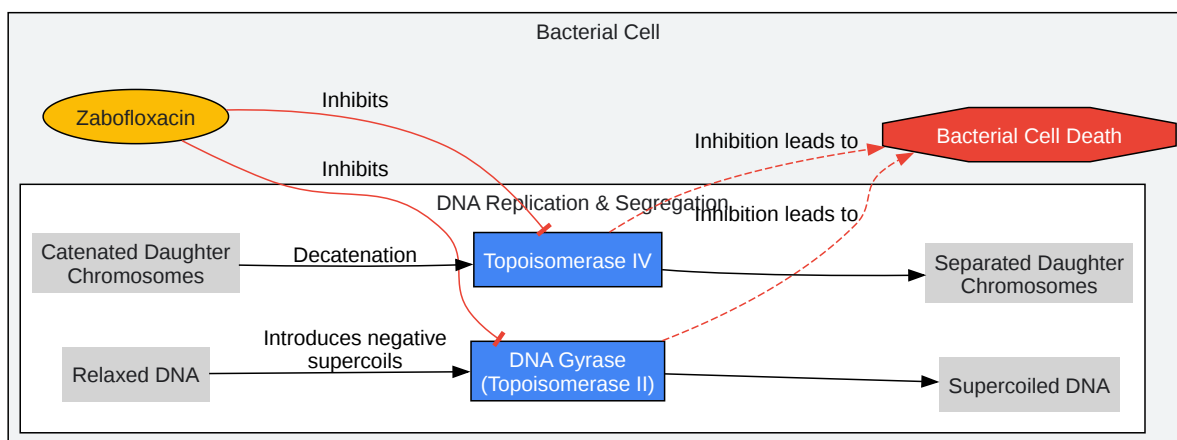 Bacterial Cell
Inhibits
Zabofloxacin
Inhibition leads to
Bacterial Cell Death
Inhibits
DNA Replication & Segregation
Inhibition leads to
Catenated Daughter
Chromosomes
Decatenation
Topoisomerase IV
Separated Daughter
Chromosomes
Introduces negative
supercoils
Relaxed DNA
DNA Gyrase
(Topoisomerase II)
Supercoiled DNA